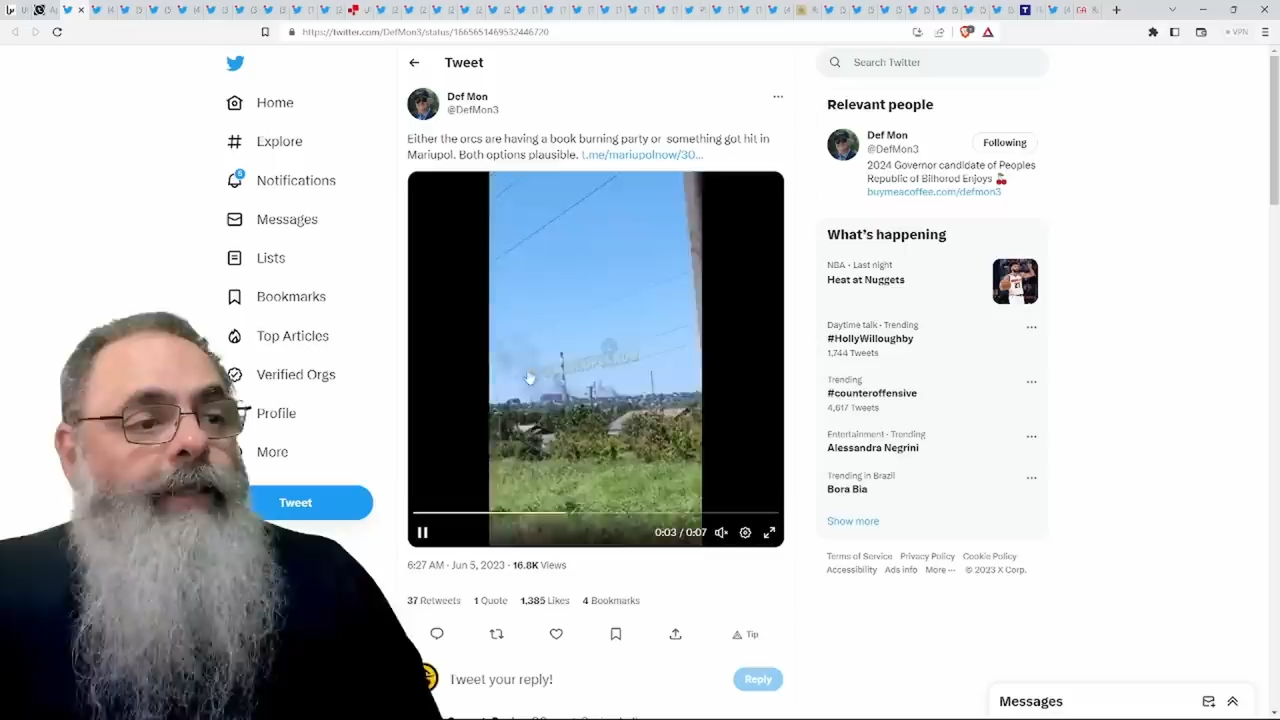 https://twitter.com/DefMon3/status/1665651469532446720
VPN
Home
Explore
6
Notifications
Messages
Lists
Bookmarks
Top Articles
Verified Orgs
Profile
More
Tweet
Tweet
Def Mon
@DefMon3
Either the orcs are having a book burning party or something got hit in
Mariupol. Both options plausible. t.me/mariupolnow/30...
0:03 / 0:07
6:27 AM · Jun 5, 2023 · 16.8K Views
37 Retweets 1 Quote 1,385 Likes 4 Bookmarks
Tip
Tweet your reply!
Reply
Search Twitter
Relevant people
Def Mon
@DefMon3
Following
2024 Governor candidate of Peoples
Republic of Bilhorod Enjoys 🍒
buymeacoffee.com/defmon3
What's happening
NBA · Last night
Heat at Nuggets
Daytime talk · Trending
#HollyWilloughby
1,744 Tweets
Trending
#counteroffensive
4,617 Tweets
Entertainment · Trending
Alessandra Negrini
Trending in Brazil
Bora Bia
Show more
Terms of Service Privacy Policy Cookie Policy
Accessibility Ads info More ··· © 2023 X Corp.
Messages